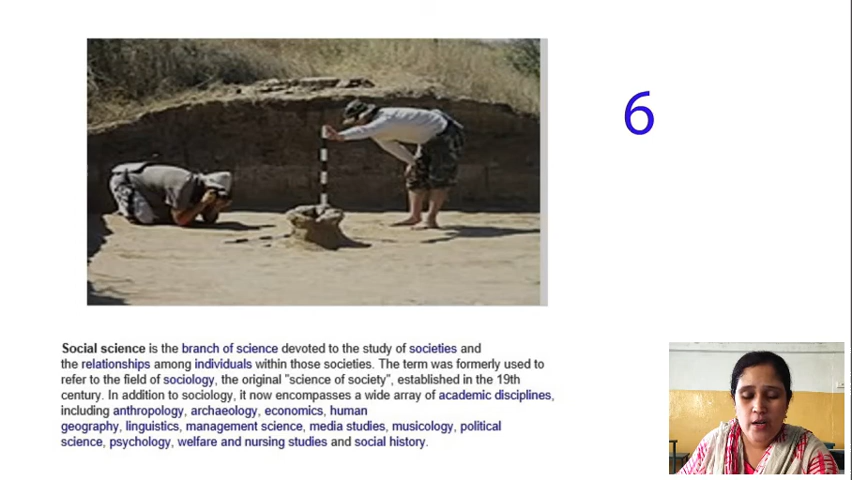 6
Social science is the branch of science devoted to the study of societies and
the relationships among individuals within those societies. The term was formerly used to
refer to the field of sociology, the original "science of society", established in the 19th
century. In addition to sociology, it now encompasses a wide array of academic disciplines,
including anthropology, archaeology, economics, human
geography, linguistics, management science, media studies, musicology, political
science, psychology, welfare and nursing studies and social history.